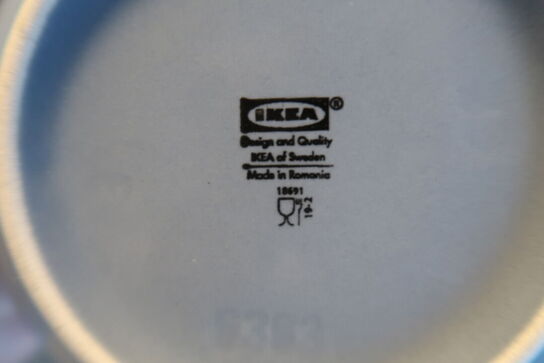 IKEA®
Design and Quality
IKEA of Sweden
Made in Romania
18691